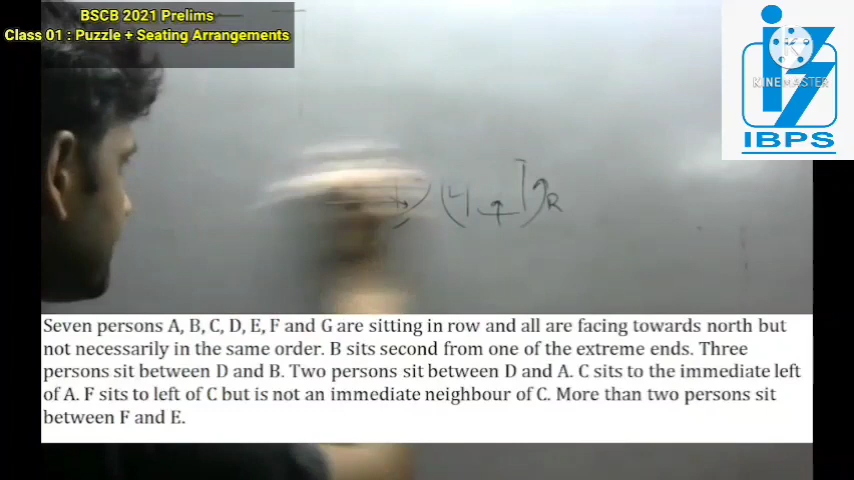 BSCB 2021 Prelims
Class 01 : Puzzle + Seating Arrangements
KINEMASTER
IBPS
R
Seven persons A, B, C, D, E, F and G are sitting in row and all are facing towards north but
not necessarily in the same order. B sits second from one of the extreme ends. Three
persons sit between D and B. Two persons sit between D and A. C sits to the immediate left
of A. F sits to left of C but is not an immediate neighbour of C. More than two persons sit
between F and E.